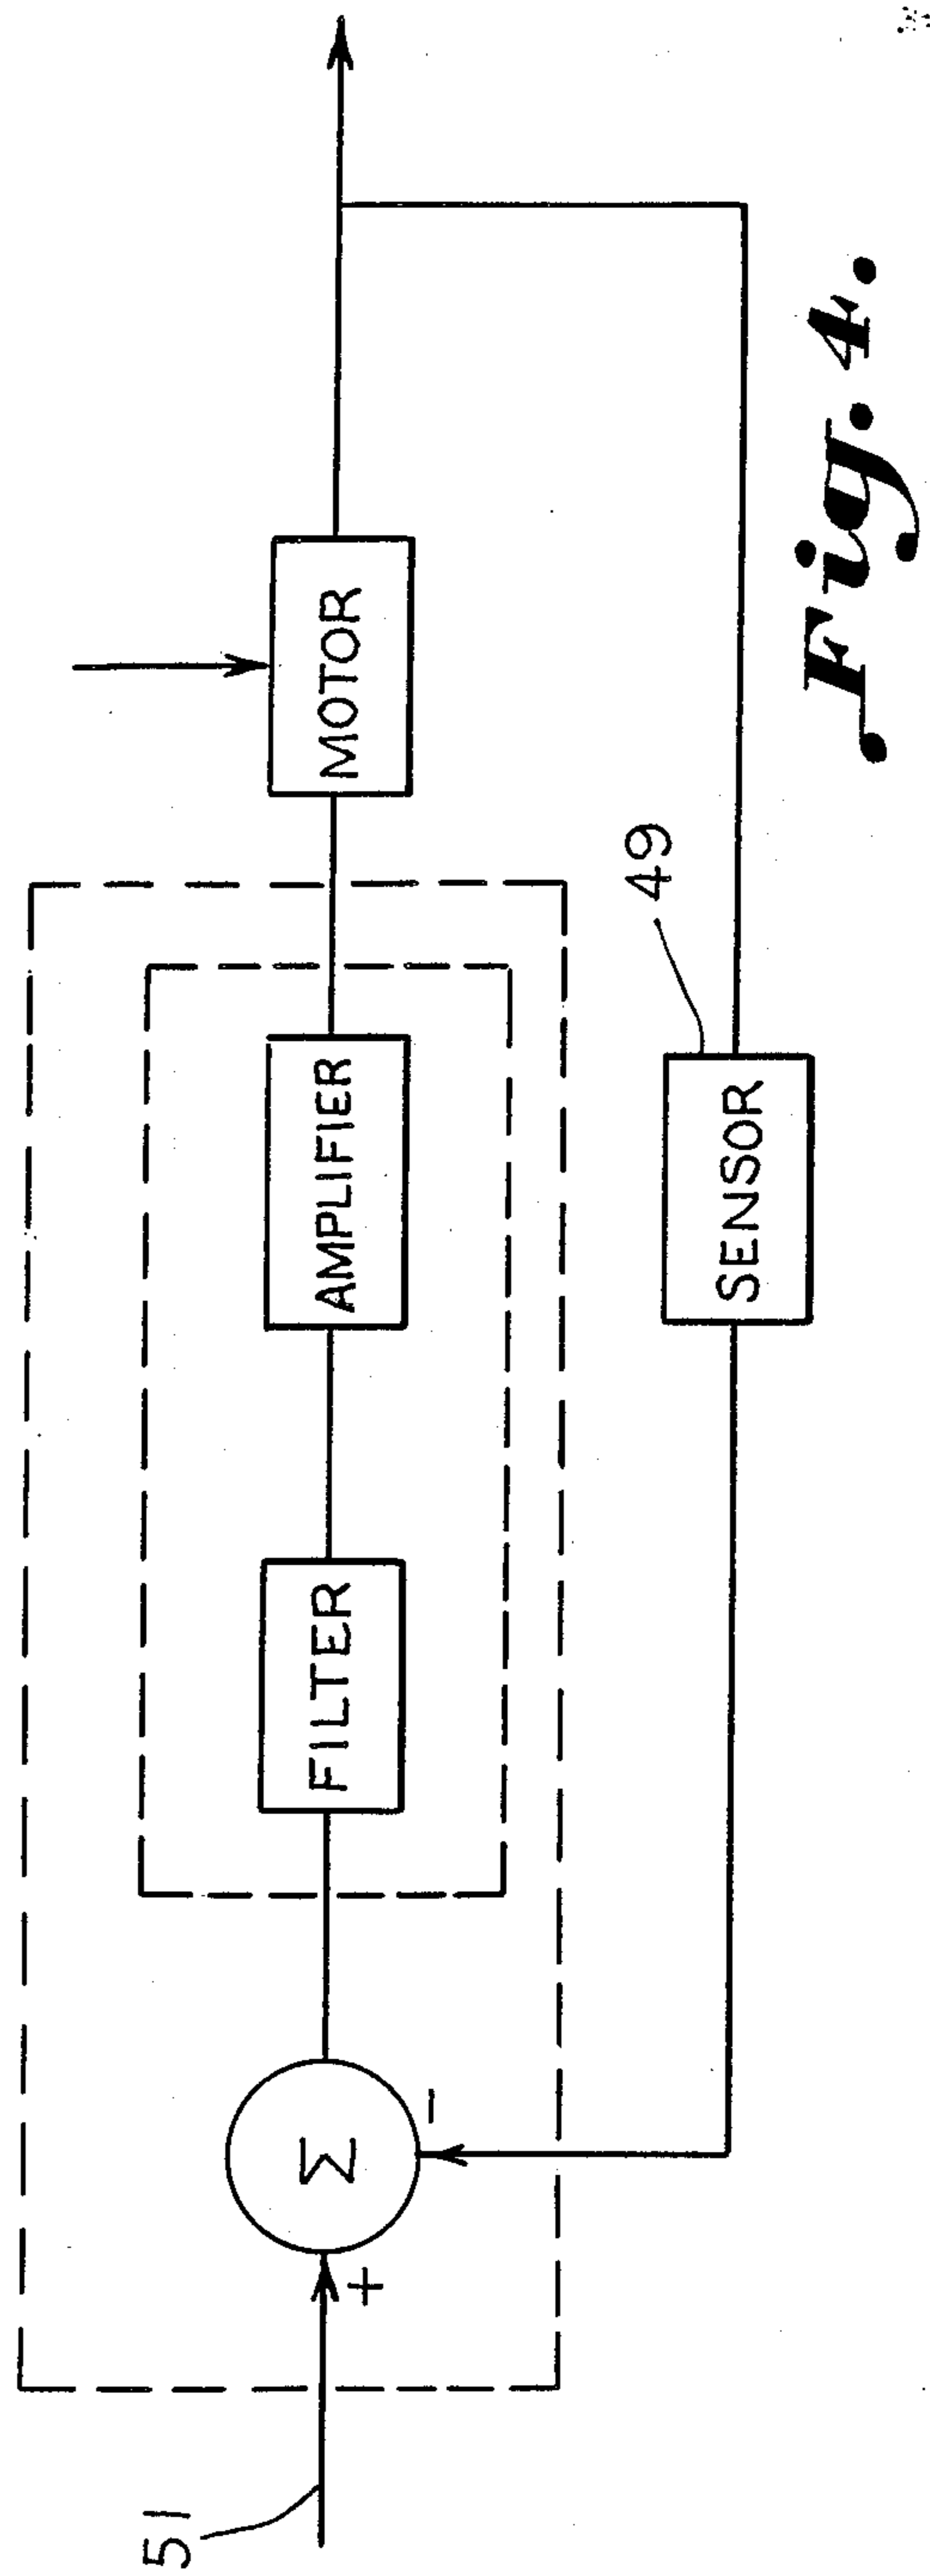 51
+
Σ
-
FILTER
AMPLIFIER
MOTOR
SENSOR
49
Fig. 4.